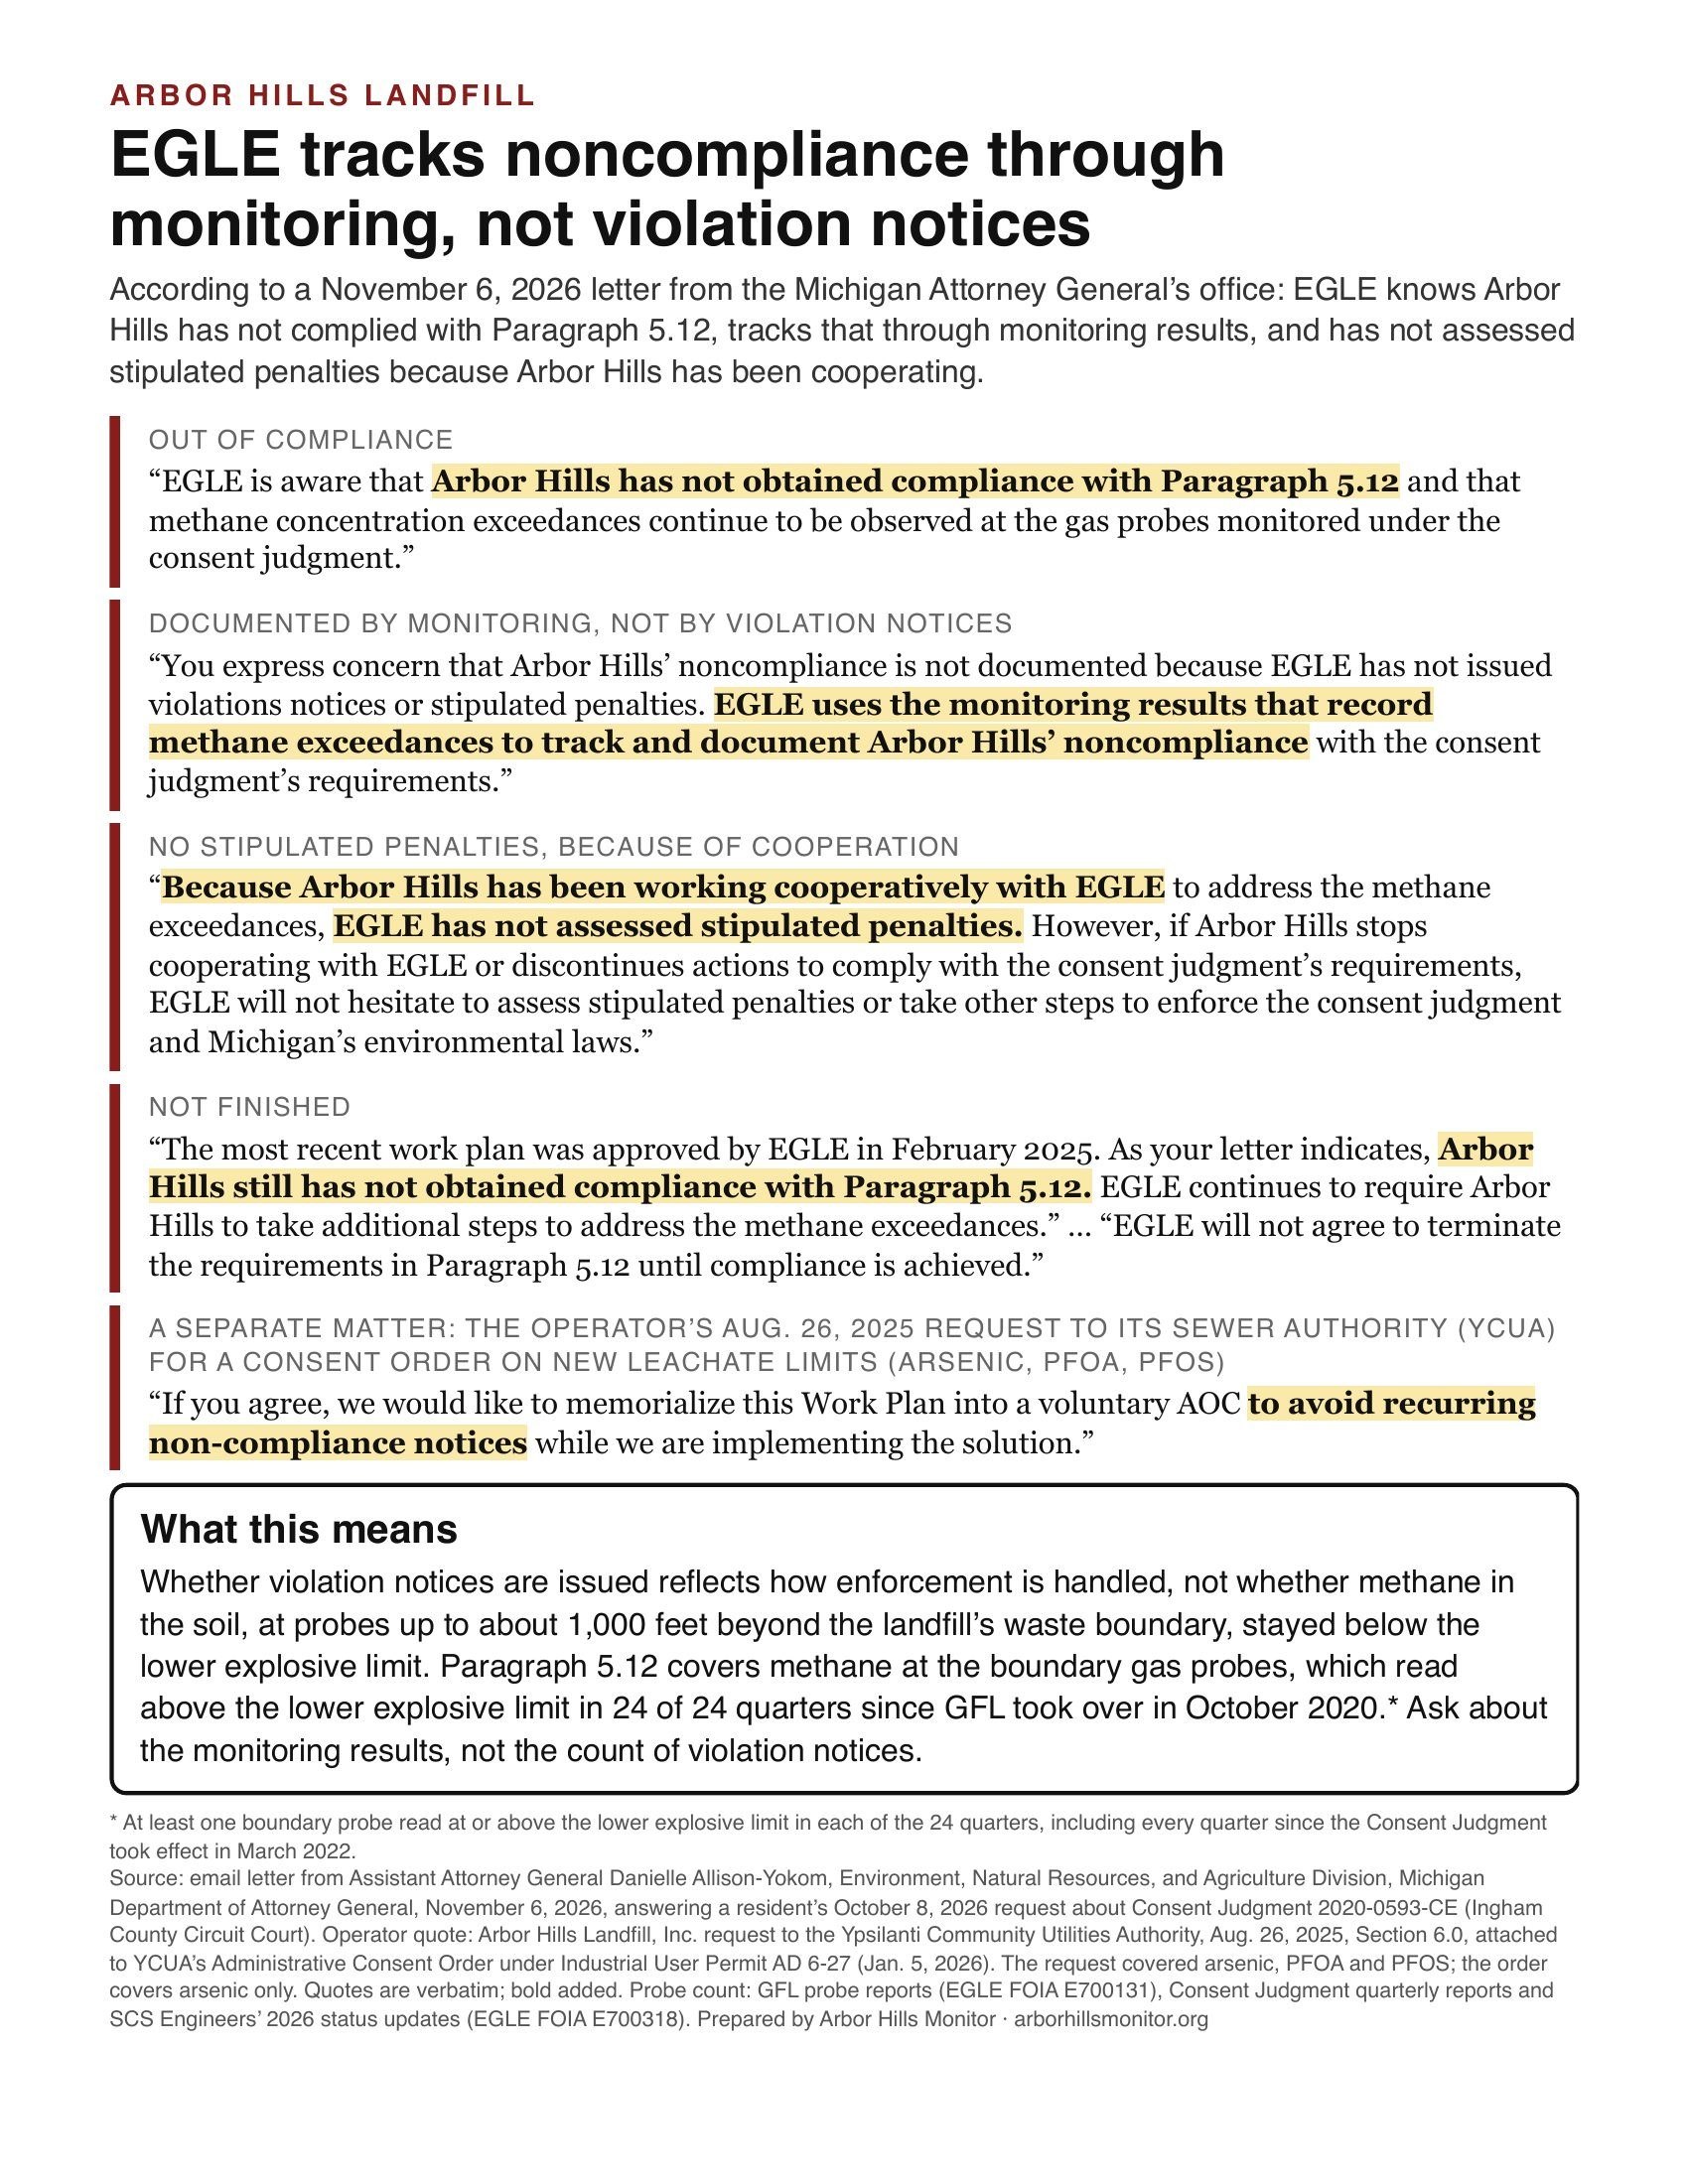 ARBOR HILLS LANDFILL
EGLE tracks noncompliance through
monitoring, not violation notices
According to a November 6, 2026 letter from the Michigan Attorney General’s office: EGLE knows Arbor
Hills has not complied with Paragraph 5.12, tracks that through monitoring results, and has not assessed
stipulated penalties because Arbor Hills has been cooperating.
OUT OF COMPLIANCE
“EGLE is aware that Arbor Hills has not obtained compliance with Paragraph 5.12 and that
methane concentration exceedances continue to be observed at the gas probes monitored under the
consent judgment.”
DOCUMENTED BY MONITORING, NOT BY VIOLATION NOTICES
“You express concern that Arbor Hills’ noncompliance is not documented because EGLE has not issued
violations notices or stipulated penalties. EGLE uses the monitoring results that record
methane exceedances to track and document Arbor Hills’ noncompliance with the consent
judgment’s requirements.”
NO STIPULATED PENALTIES, BECAUSE OF COOPERATION
“Because Arbor Hills has been working cooperatively with EGLE to address the methane
exceedances, EGLE has not assessed stipulated penalties. However, if Arbor Hills stops
cooperating with EGLE or discontinues actions to comply with the consent judgment’s requirements,
EGLE will not hesitate to assess stipulated penalties or take other steps to enforce the consent judgment
and Michigan’s environmental laws.”
NOT FINISHED
“The most recent work plan was approved by EGLE in February 2025. As your letter indicates, Arbor
Hills still has not obtained compliance with Paragraph 5.12. EGLE continues to require Arbor
Hills to take additional steps to address the methane exceedances.” ... “EGLE will not agree to terminate
the requirements in Paragraph 5.12 until compliance is achieved.”
A SEPARATE MATTER: THE OPERATOR’S AUG. 26, 2025 REQUEST TO ITS SEWER AUTHORITY (YCUA)
FOR A CONSENT ORDER ON NEW LEACHATE LIMITS (ARSENIC, PFOA, PFOS)
“If you agree, we would like to memorialize this Work Plan into a voluntary AOC to avoid recurring
non-compliance notices while we are implementing the solution.”
What this means
Whether violation notices are issued reflects how enforcement is handled, not whether methane in
the soil, at probes up to about 1,000 feet beyond the landfill’s waste boundary, stayed below the
lower explosive limit. Paragraph 5.12 covers methane at the boundary gas probes, which read
above the lower explosive limit in 24 of 24 quarters since GFL took over in October 2020.* Ask about
the monitoring results, not the count of violation notices.
* At least one boundary probe read at or above the lower explosive limit in each of the 24 quarters, including every quarter since the Consent Judgment
took effect in March 2022.
Source: email letter from Assistant Attorney General Danielle Allison-Yokom, Environment, Natural Resources, and Agriculture Division, Michigan
Department of Attorney General, November 6, 2026, answering a resident’s October 8, 2026 request about Consent Judgment 2020-0593-CE (Ingham
County Circuit Court). Operator quote: Arbor Hills Landfill, Inc. request to the Ypsilanti Community Utilities Authority, Aug. 26, 2025, Section 6.0, attached
to YCUA’s Administrative Consent Order under Industrial User Permit AD 6-27 (Jan. 5, 2026). The request covered arsenic, PFOA and PFOS; the order
covers arsenic only. Quotes are verbatim; bold added. Probe count: GFL probe reports (EGLE FOIA E700131), Consent Judgment quarterly reports and
SCS Engineers’ 2026 status updates (EGLE FOIA E700318). Prepared by Arbor Hills Monitor · arborhillsmonitor.org